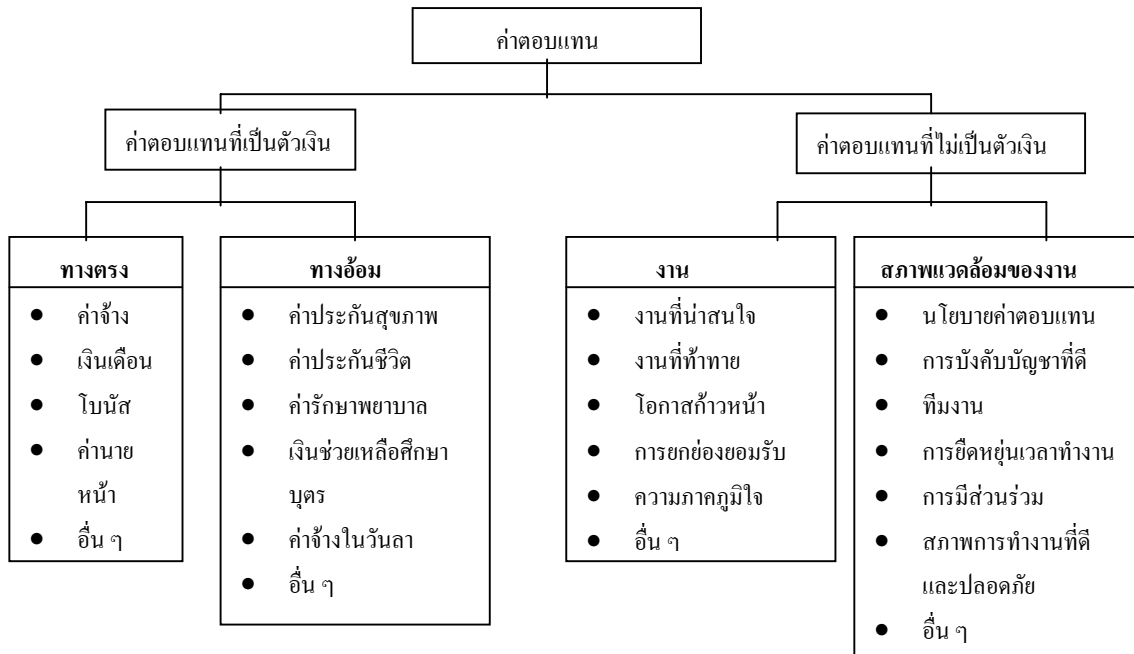 ค่าตอบแทน
ค่าตอบแทนที่เป็นตัวเงิน
ค่าตอบแทนที่ไม่เป็นตัวเงิน
ทางตรง
● ค่าจ้าง
● เงินเดือน
● โบนัส
● ค่านาย
หน้า
● อื่น ๆ
ทางอ้อม
● ค่าประกันสุขภาพ
● ค่าประกันชีวิต
● ค่ารักษาพยาบาล
● เงินช่วยเหลือศึกษา
บุตร
● ค่าจ้างในวันลา
● อื่น ๆ
งาน
● งานที่น่าสนใจ
● งานที่ท้าทาย
● โอกาสก้าวหน้า
● การยกย่องยอมรับ
● ความภาคภูมิใจ
● อื่น ๆ
สภาพแวดล้อมของงาน
● นโยบายค่าตอบแทน
● การบังคับบัญชาที่ดี
● ทีมงาน
● การยืดหยุ่นเวลาทำงาน
● การมีส่วนร่วม
● สภาพการทำงานที่ดี
และปลอดภัย
● อื่น ๆ